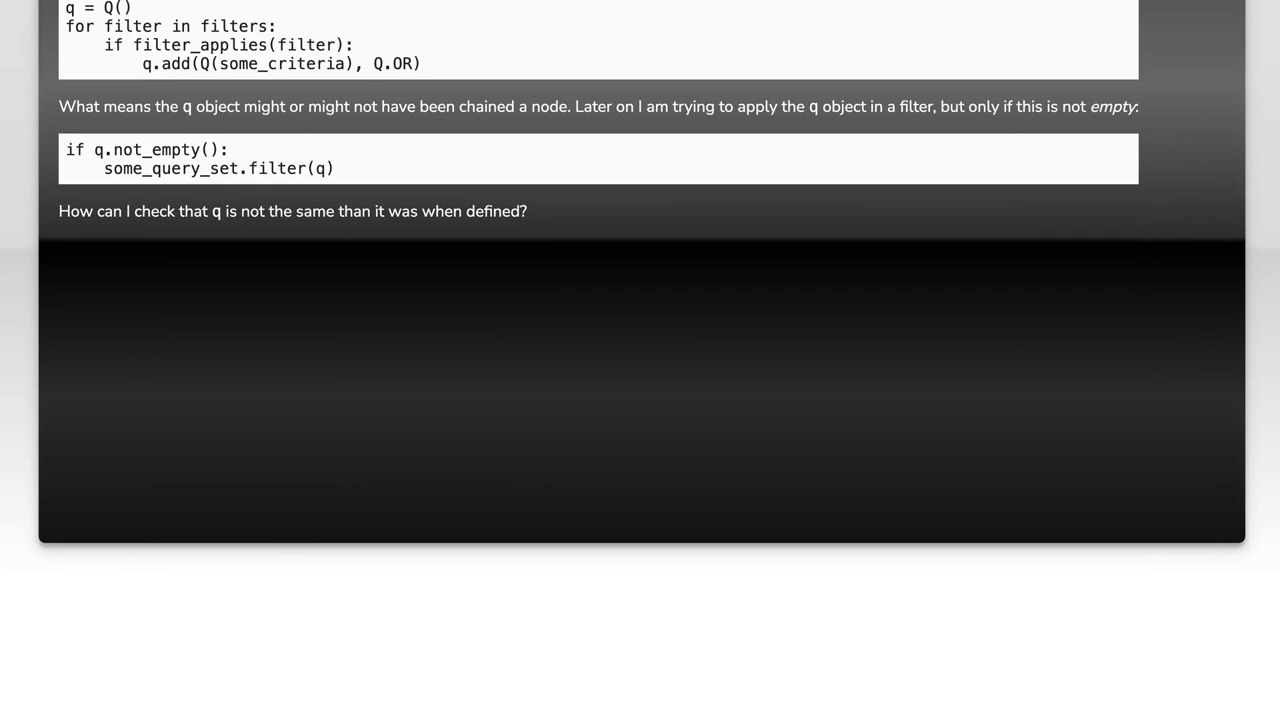 q = Q()
for filter in filters:
    if filter_applies(filter):
        q.add(Q(some_criteria), Q.OR)
What means the q object might or might not have been chained a node. Later on I am trying to apply the q object in a filter, but only if this is not empty:
if q.not_empty():
    some_query_set.filter(q)
How can I check that q is not the same than it was when defined?